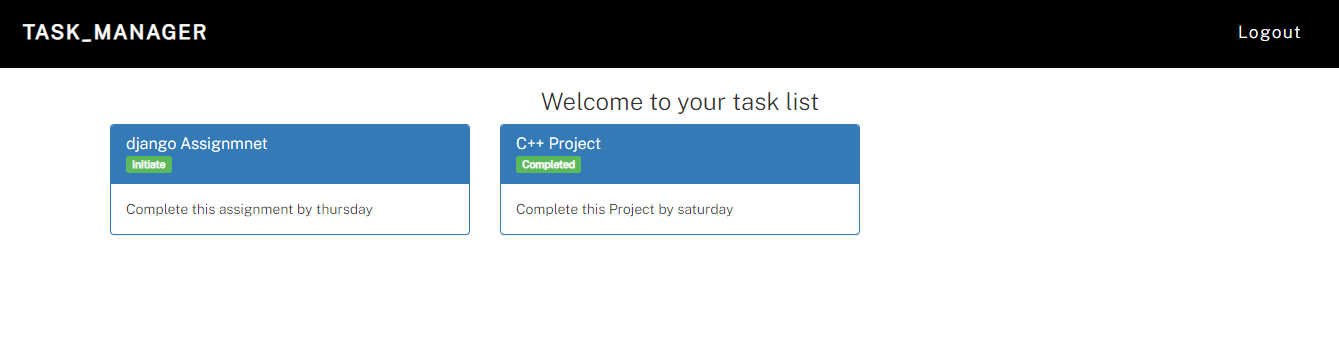 TASK_MANAGER
Logout
Welcome to your task list
django Assignmnet
Initiate
Complete this assignment by thursday
C++ Project
Completed
Complete this Project by saturday